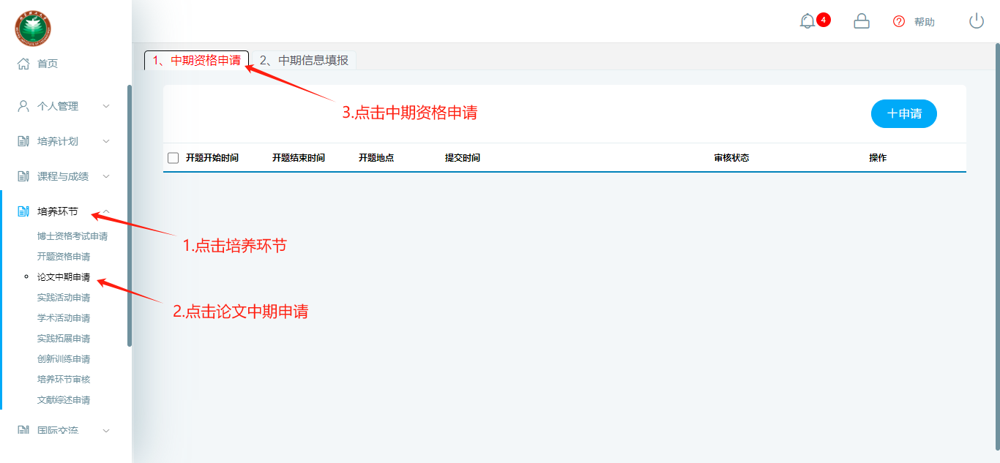 4
帮助
首页
1、中期资格申请
2、中期信息填报
个人管理
3.点击中期资格申请
十申请
培养计划
开题开始时间 开题结束时间 开题地点 提交时间 审核状态 操作
课程与成绩
培养环节
博士资格考试申请
1.点击培养环节
开题资格申请
论文中期申请
实践活动申请
2.点击论文中期申请
学术活动申请
实践拓展申请
创新训练申请
培养环节审核
文献综述申请
国际交流